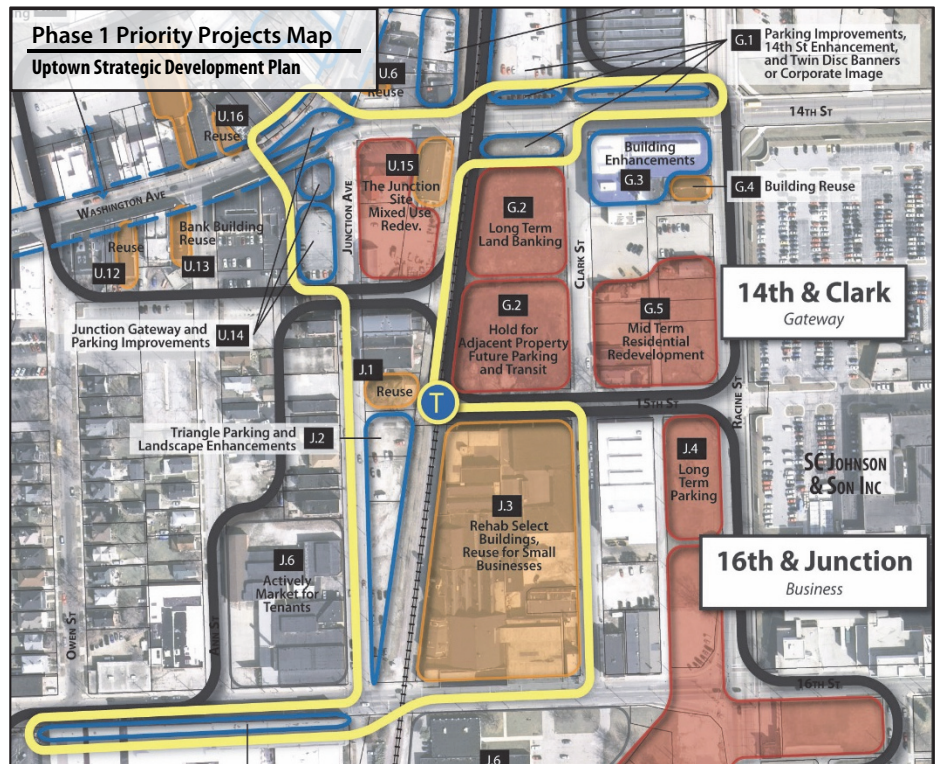 Phase 1 Priority Projects Map
Uptown Strategic Development Plan
U.6
Reuse
G.1
Parking Improvements,
14th St Enhancement,
and Twin Disc Banners
or Corporate Image
14TH ST
U.16
Reuse
WASHINGTON AVE
JUNCTION AVE
U.15
The Junction
Site
Mixed Use
Redev.
Building
Enhancements
G.3
G.4
Building Reuse
G.2
Long Term
Land Banking
CLARK ST
Reuse
U.12
Bank Building
Reuse
U.13
14th & Clark
Gateway
G.2
Hold for
Adjacent Property
Future Parking
and Transit
G.5
Mid Term
Residential
Redevelopment
Junction Gateway and
Parking Improvements
U.14
J.1
Reuse
T
15TH ST
RACINE ST
Triangle Parking and
Landscape Enhancements
J.2
J.4
Long
Term
Parking
SC JOHNSON
& SON INC
J.3
Rehab Select
Buildings,
Reuse for Small
Businesses
16th & Junction
Business
J.6
Actively
Market for
Tenants
OWEN ST
ANN ST
16TH ST.
J.6